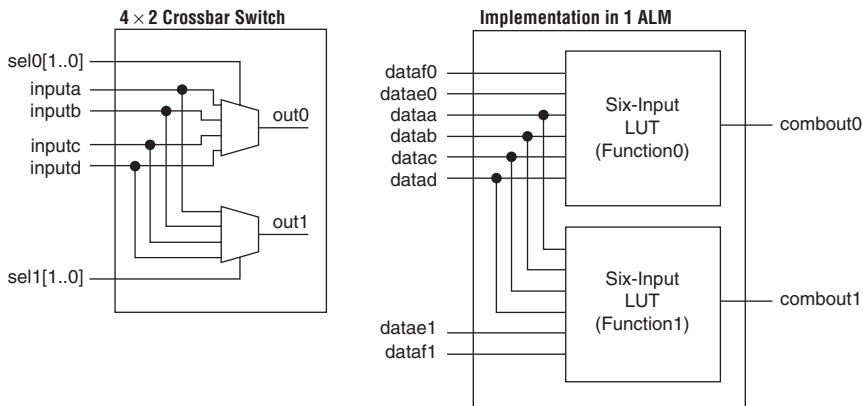 4 × 2 Crossbar Switch
sel0[1..0]
inputa
inputb
inputc
inputd
out0
out1
sel1[1..0]
Implementation in 1 ALM
dataf0
datae0
dataa
datab
datac
datad
Six-Input
LUT
(Function0)
combout0
Six-Input
LUT
(Function1)
combout1
datae1
dataf1